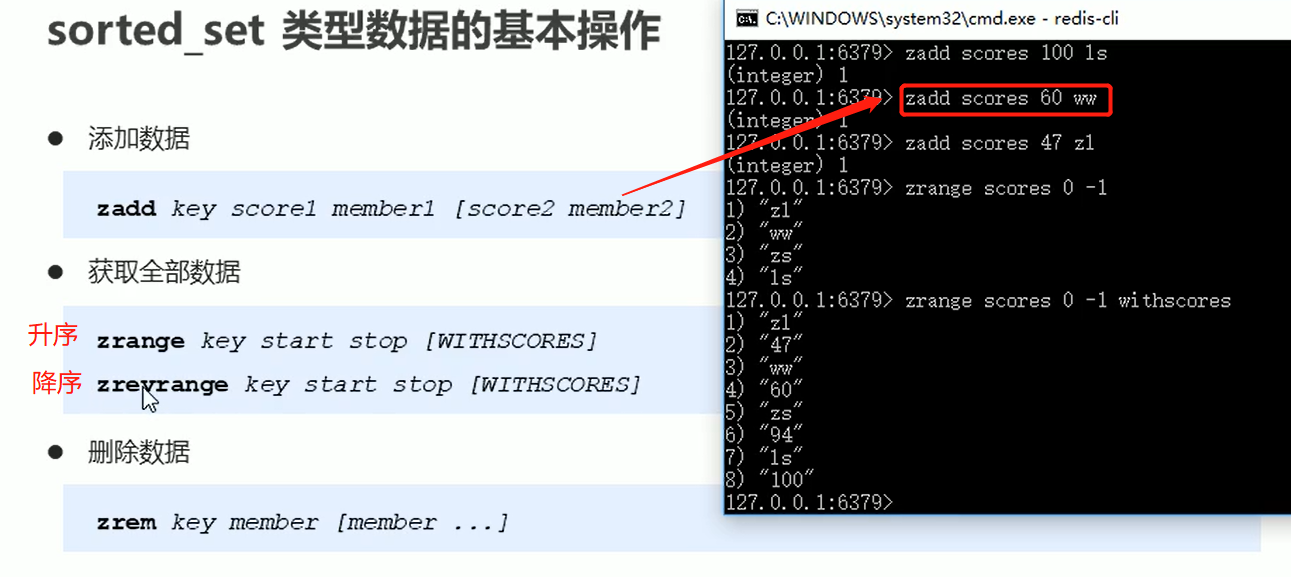 sorted_set 类型数据的基本操作
添加数据
zadd key score1 member1 [score2 member2]
获取全部数据
升序
zrange key start stop [WITHSCORES]
降序
zrevrange key start stop [WITHSCORES]
删除数据
zrem key member [member ...]
C:\WINDOWS\system32\cmd.exe - redis-cli
127.0.0.1:6379> zadd scores 100 ls
(integer) 1
127.0.0.1:6379> zadd scores 60 ww
(integer) 1
127.0.0.1:6379> zadd scores 47 zl
(integer) 1
127.0.0.1:6379> zrange scores 0 -1
1) "zl"
2) "ww"
3) "zs"
4) "ls"
127.0.0.1:6379> zrange scores 0 -1 withscores
1) "zl"
2) "47"
3) "ww"
4) "60"
5) "zs"
6) "94"
7) "ls"
8) "100"
127.0.0.1:6379>